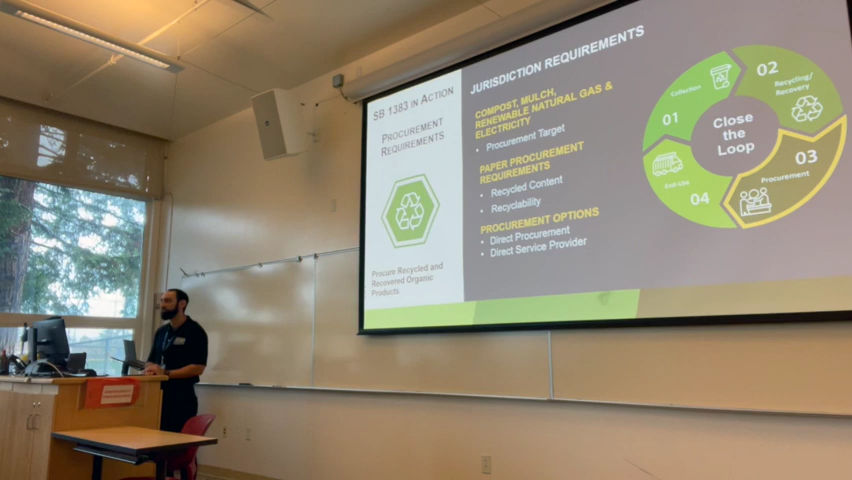 SB 1383 IN ACTION
PROCUREMENT
REQUIREMENTS
Procure Recycled and
Recovered Organic
Products
JURISDICTION REQUIREMENTS
COMPOST, MULCH,
RENEWABLE NATURAL GAS &
ELECTRICITY
• Procurement Target
PAPER PROCUREMENT
REQUIREMENTS
• Recycled Content
• Recyclability
PROCUREMENT OPTIONS
• Direct Procurement
• Direct Service Provider
Collection
01
02
Recycling/
Recovery
Close
the
Loop
03
Procurement
End-Use
04